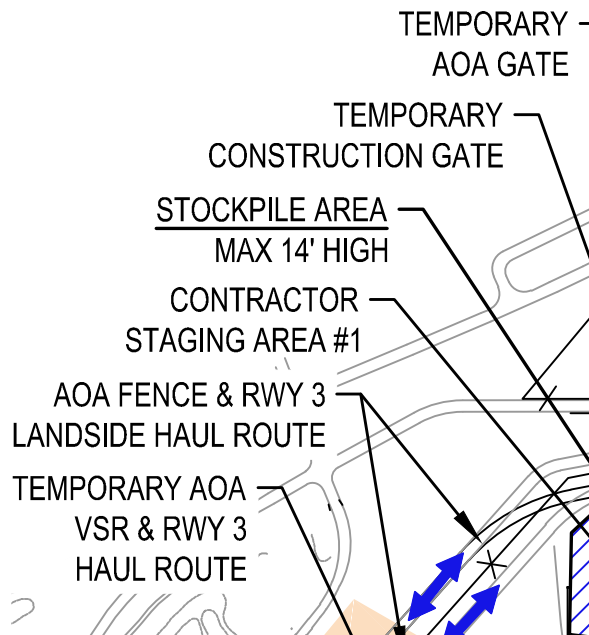 TEMPORARY
AOA GATE
TEMPORARY
CONSTRUCTION GATE
STOCKPILE AREA
MAX 14' HIGH
CONTRACTOR
STAGING AREA #1
AOA FENCE & RWY 3
LANDSIDE HAUL ROUTE
TEMPORARY AOA
VSR & RWY 3
HAUL ROUTE